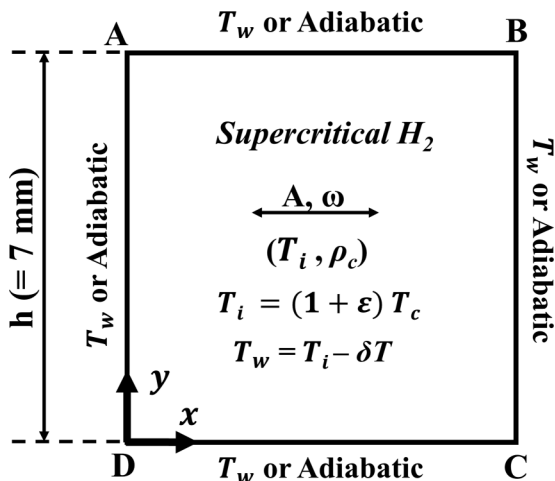 T_w or Adiabatic
A
B
Supercritical H_2
A, ω
(T_i , ρ_c)
T_i = (1 + ε) T_c
T_w = T_i – δT
h (= 7 mm)
T_w or Adiabatic
T_w or Adiabatic
y
x
D
C
T_w or Adiabatic